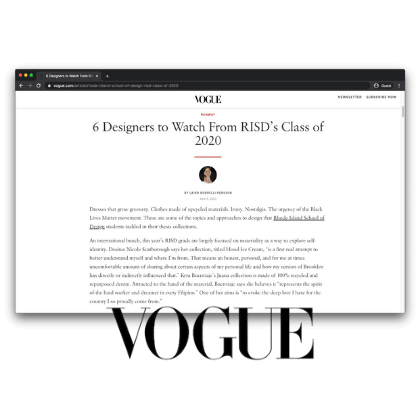 6 Designers to Watch From RISD's Class of 2020
vogue.com
Guest
VOGUE
NEWSLETTER SUBSCRIBE NOW
RUNWAY
6 Designers to Watch From RISD's Class of
2020
BY LAIRD BORRELLI-PERSSON
Dresses that grow greenery. Clothes made of upcycled materials. Irony. Nostalgia. The urgency of the Black
Lives Matter movement. These are some of the topics and approaches to design that Rhode Island School of
Design students tackled in their thesis collections.
An international bunch, this year's RISD grads are largely focused on materiality as a way to explore self
identity. Desiree Nicole Scarborough says her collection, titled Hood Ice Cream, "is a first real attempt to
better understand myself and where I'm from. That means an honest, personal, and for me at times
uncomfortable amount of sharing about certain aspects of my personal life and how my version of Brooklyn
has directly or indirectly influenced that." Kyra Buenviaje's Juana collection is made of 100% recycled and
repurposed denim. Attracted to the hand of the material, Buenviaje says she believes it "represents the spirit
of the hard worker and dreamer in every Filipino." One of her aims is "to evoke the deep love I have for the
country I so proudly come from."
VOGUE